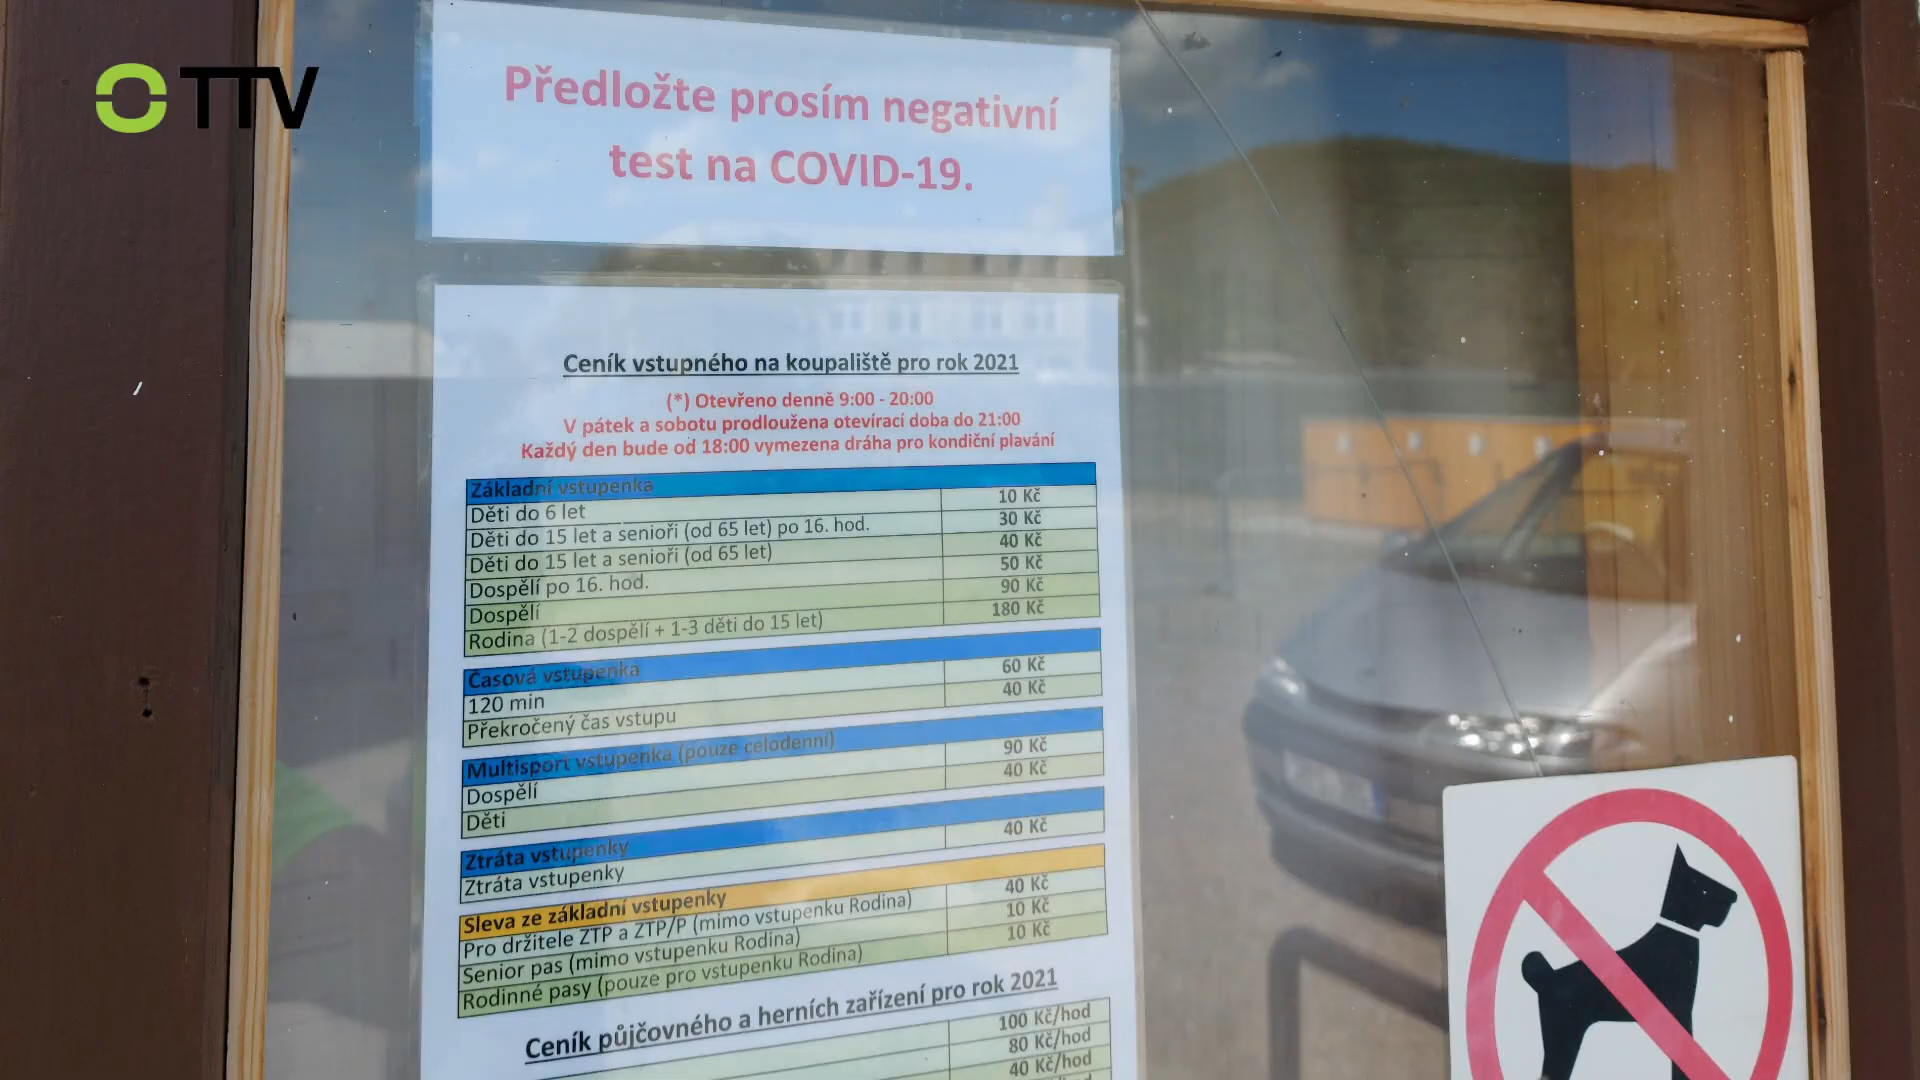 TTV
Předložte prosím negativní
test na COVID-19.
Ceník vstupného na koupaliště pro rok 2021
(*) Otevřeno denně 9:00 - 20:00
V pátek a sobotu prodloužena otevírací doba do 21:00
Každý den bude od 18:00 vymezena dráha pro kondiční plavání
Základní vstupenka
Děti do 6 let 10 Kč
Děti do 15 let a senioři (od 65 let) po 16. hod. 30 Kč
Děti do 15 let a senioři (od 65 let) 40 Kč
Dospělí po 16. hod. 50 Kč
Dospělí 90 Kč
Rodina (1-2 dospělí + 1-3 děti do 15 let) 180 Kč
Časová vstupenka
120 min 60 Kč
Překročený čas vstupu 40 Kč
Multisport vstupenka (pouze celodenní)
Dospělí 90 Kč
Děti 40 Kč
Ztráta vstupenky
Ztráta vstupenky 40 Kč
Sleva ze základní vstupenky
Pro držitele ZTP a ZTP/P (mimo vstupenku Rodina) 40 Kč
Senior pas (mimo vstupenku Rodina) 10 Kč
Rodinné pasy (pouze pro vstupenku Rodina) 10 Kč
Ceník půjčovného a herních zařízení pro rok 2021
100 Kč/hod
80 Kč/hod
40 Kč/hod